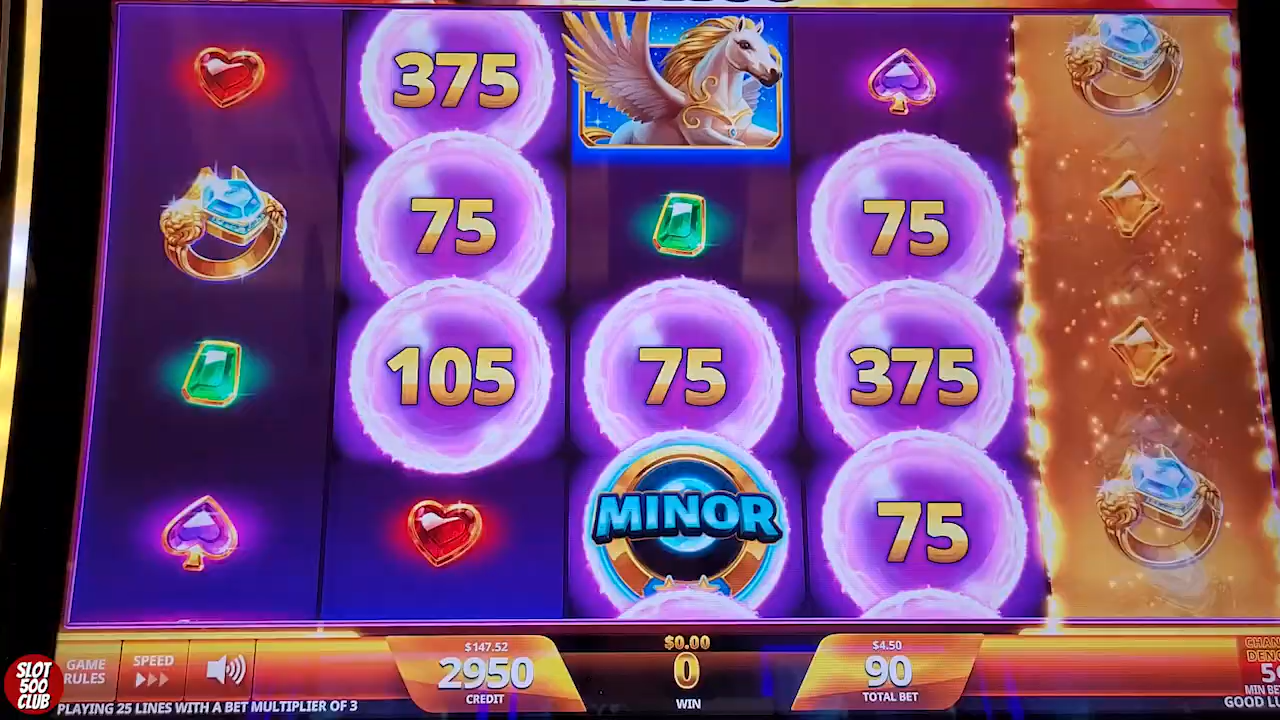 375
75
75
105
75
375
MINOR
75
GAME
RULES
SPEED
$147.52
2950
CREDIT
$0.00
0
WIN
$4.50
90
TOTAL BET
SLOT
500
CLUB
PLAYING 25 LINES WITH A BET MULTIPLIER OF 3